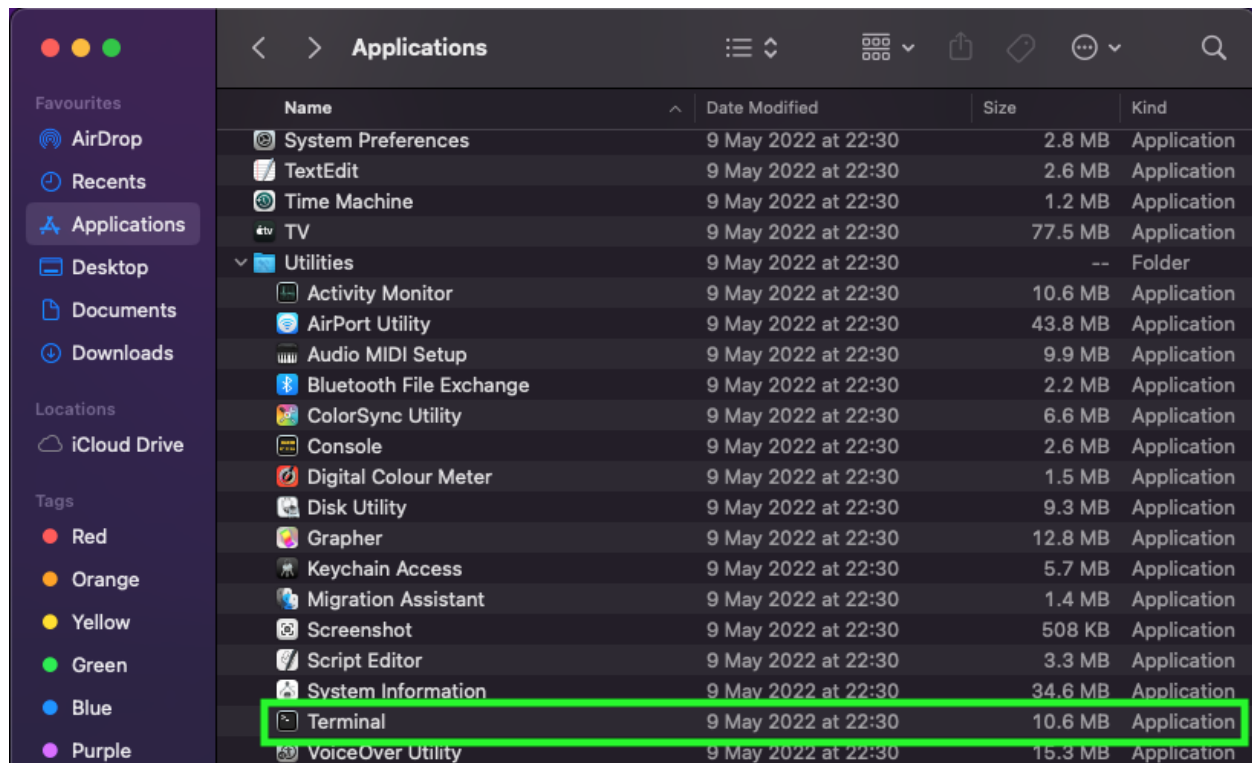 Applications
Favourites
AirDrop
Recents
Applications
Desktop
Documents
Downloads
Locations
iCloud Drive
Tags
Red
Orange
Yellow
Green
Blue
Purple
Name Date Modified Size Kind
System Preferences 9 May 2022 at 22:30 2.8 MB Application
TextEdit 9 May 2022 at 22:30 2.6 MB Application
Time Machine 9 May 2022 at 22:30 1.2 MB Application
tv TV 9 May 2022 at 22:30 77.5 MB Application
Utilities 9 May 2022 at 22:30 -- Folder
Activity Monitor 9 May 2022 at 22:30 10.6 MB Application
AirPort Utility 9 May 2022 at 22:30 43.8 MB Application
Audio MIDI Setup 9 May 2022 at 22:30 9.9 MB Application
Bluetooth File Exchange 9 May 2022 at 22:30 2.2 MB Application
ColorSync Utility 9 May 2022 at 22:30 6.6 MB Application
Console 9 May 2022 at 22:30 2.6 MB Application
Digital Colour Meter 9 May 2022 at 22:30 1.5 MB Application
Disk Utility 9 May 2022 at 22:30 9.3 MB Application
Grapher 9 May 2022 at 22:30 12.8 MB Application
Keychain Access 9 May 2022 at 22:30 5.7 MB Application
Migration Assistant 9 May 2022 at 22:30 1.4 MB Application
Screenshot 9 May 2022 at 22:30 508 KB Application
Script Editor 9 May 2022 at 22:30 3.3 MB Application
System Information 9 May 2022 at 22:30 34.6 MB Application
Terminal 9 May 2022 at 22:30 10.6 MB Application
VoiceOver Utility 9 May 2022 at 22:30 15.3 MB Application